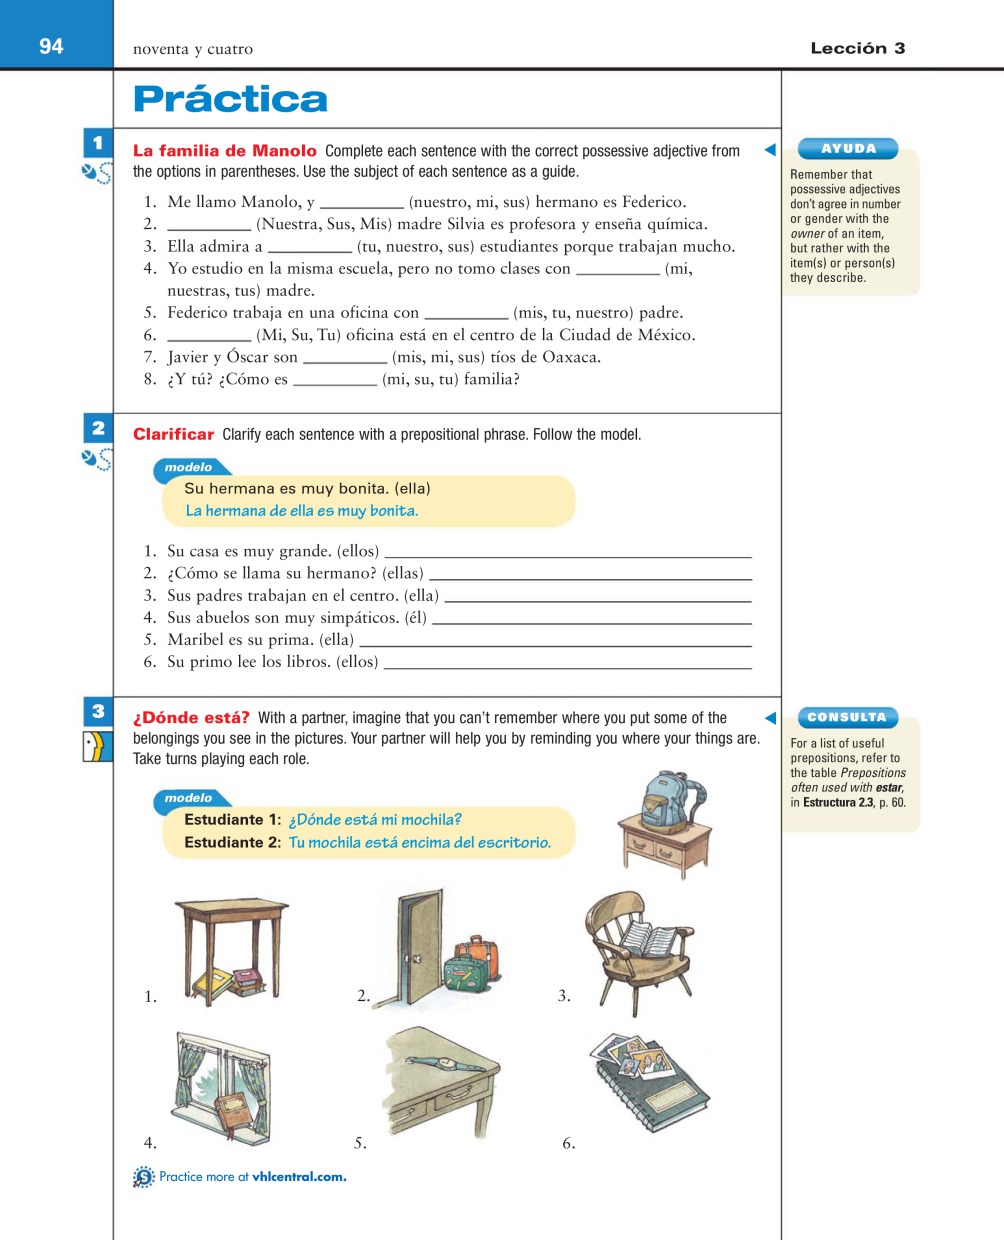 94
noventa y cuatro
Lección 3
Práctica
1
La familia de Manolo Complete each sentence with the correct possessive adjective from
the options in parentheses. Use the subject of each sentence as a guide.
1. Me llamo Manolo, y __________ (nuestro, mi, sus) hermano es Federico.
2. __________ (Nuestra, Sus, Mis) madre Silvia es profesora y enseña química.
3. Ella admira a __________ (tu, nuestro, sus) estudiantes porque trabajan mucho.
4. Yo estudio en la misma escuela, pero no tomo clases con __________ (mi,
nuestras, tus) madre.
5. Federico trabaja en una oficina con __________ (mis, tu, nuestro) padre.
6. __________ (Mi, Su, Tu) oficina está en el centro de la Ciudad de México.
7. Javier y Óscar son __________ (mis, mi, sus) tíos de Oaxaca.
8. ¿Y tú? ¿Cómo es __________ (mi, su, tu) familia?
AYUDA
Remember that
possessive adjectives
don't agree in number
or gender with the
owner of an item,
but rather with the
item(s) or person(s)
they describe.
2
Clarificar Clarify each sentence with a prepositional phrase. Follow the model.
modelo
Su hermana es muy bonita. (ella)
La hermana de ella es muy bonita.
1. Su casa es muy grande. (ellos) __________
2. ¿Cómo se llama su hermano? (ellas) __________
3. Sus padres trabajan en el centro. (ella) __________
4. Sus abuelos son muy simpáticos. (él) __________
5. Maribel es su prima. (ella) __________
6. Su primo lee los libros. (ellos) __________
3
¿Dónde está? With a partner, imagine that you can't remember where you put some of the
belongings you see in the pictures. Your partner will help you by reminding you where your things are.
Take turns playing each role.
CONSULTA
For a list of useful
prepositions, refer to
the table Prepositions
often used with estar,
in Estructura 2.3, p. 60.
modelo
Estudiante 1: ¿Dónde está mi mochila?
Estudiante 2: Tu mochila está encima del escritorio.
1.
2.
3.
4.
5.
6.
S Practice more at vhlcentral.com.